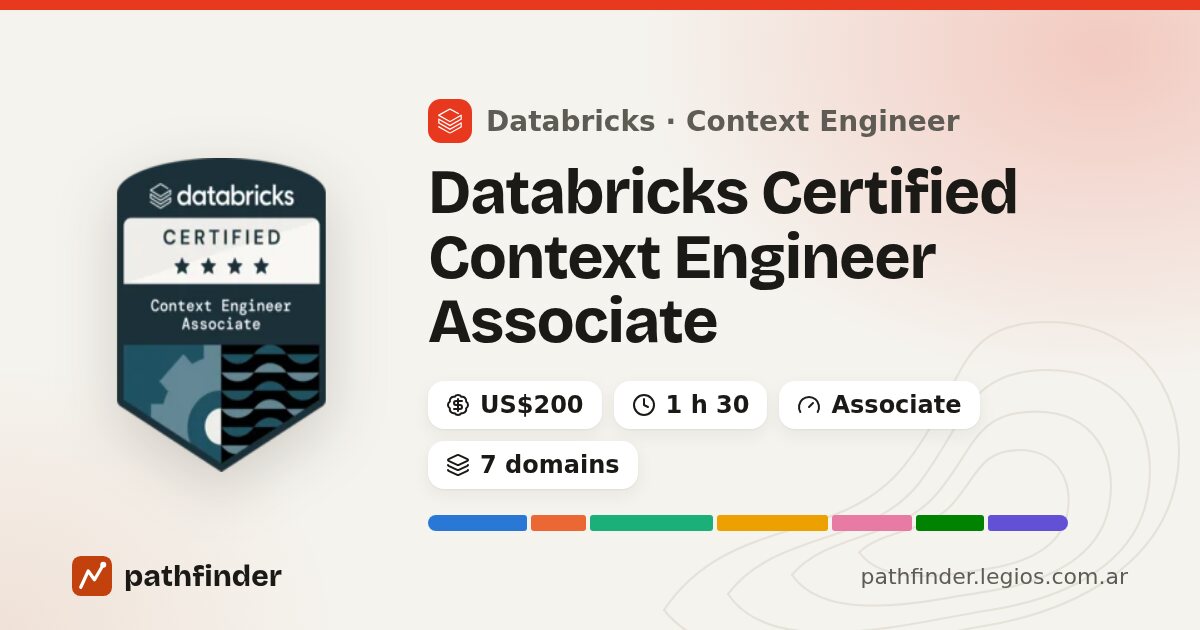 Databricks · Context Engineer
databricks
CERTIFIED
Context Engineer
Associate
Databricks Certified
Context Engineer
Associate
US$200
1 h 30
Associate
7 domains
pathfinder
pathfinder.legios.com.ar